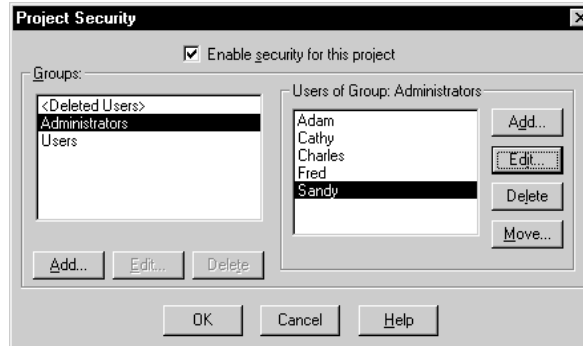 Project Security
Enable security for this project
Groups:
<Deleted Users>
Administrators
Users
Add...
Edit...
Delete
Users of Group: Administrators
Adam
Cathy
Charles
Fred
Sandy
Add...
Edit...
Delete
Move...
OK
Cancel
Help